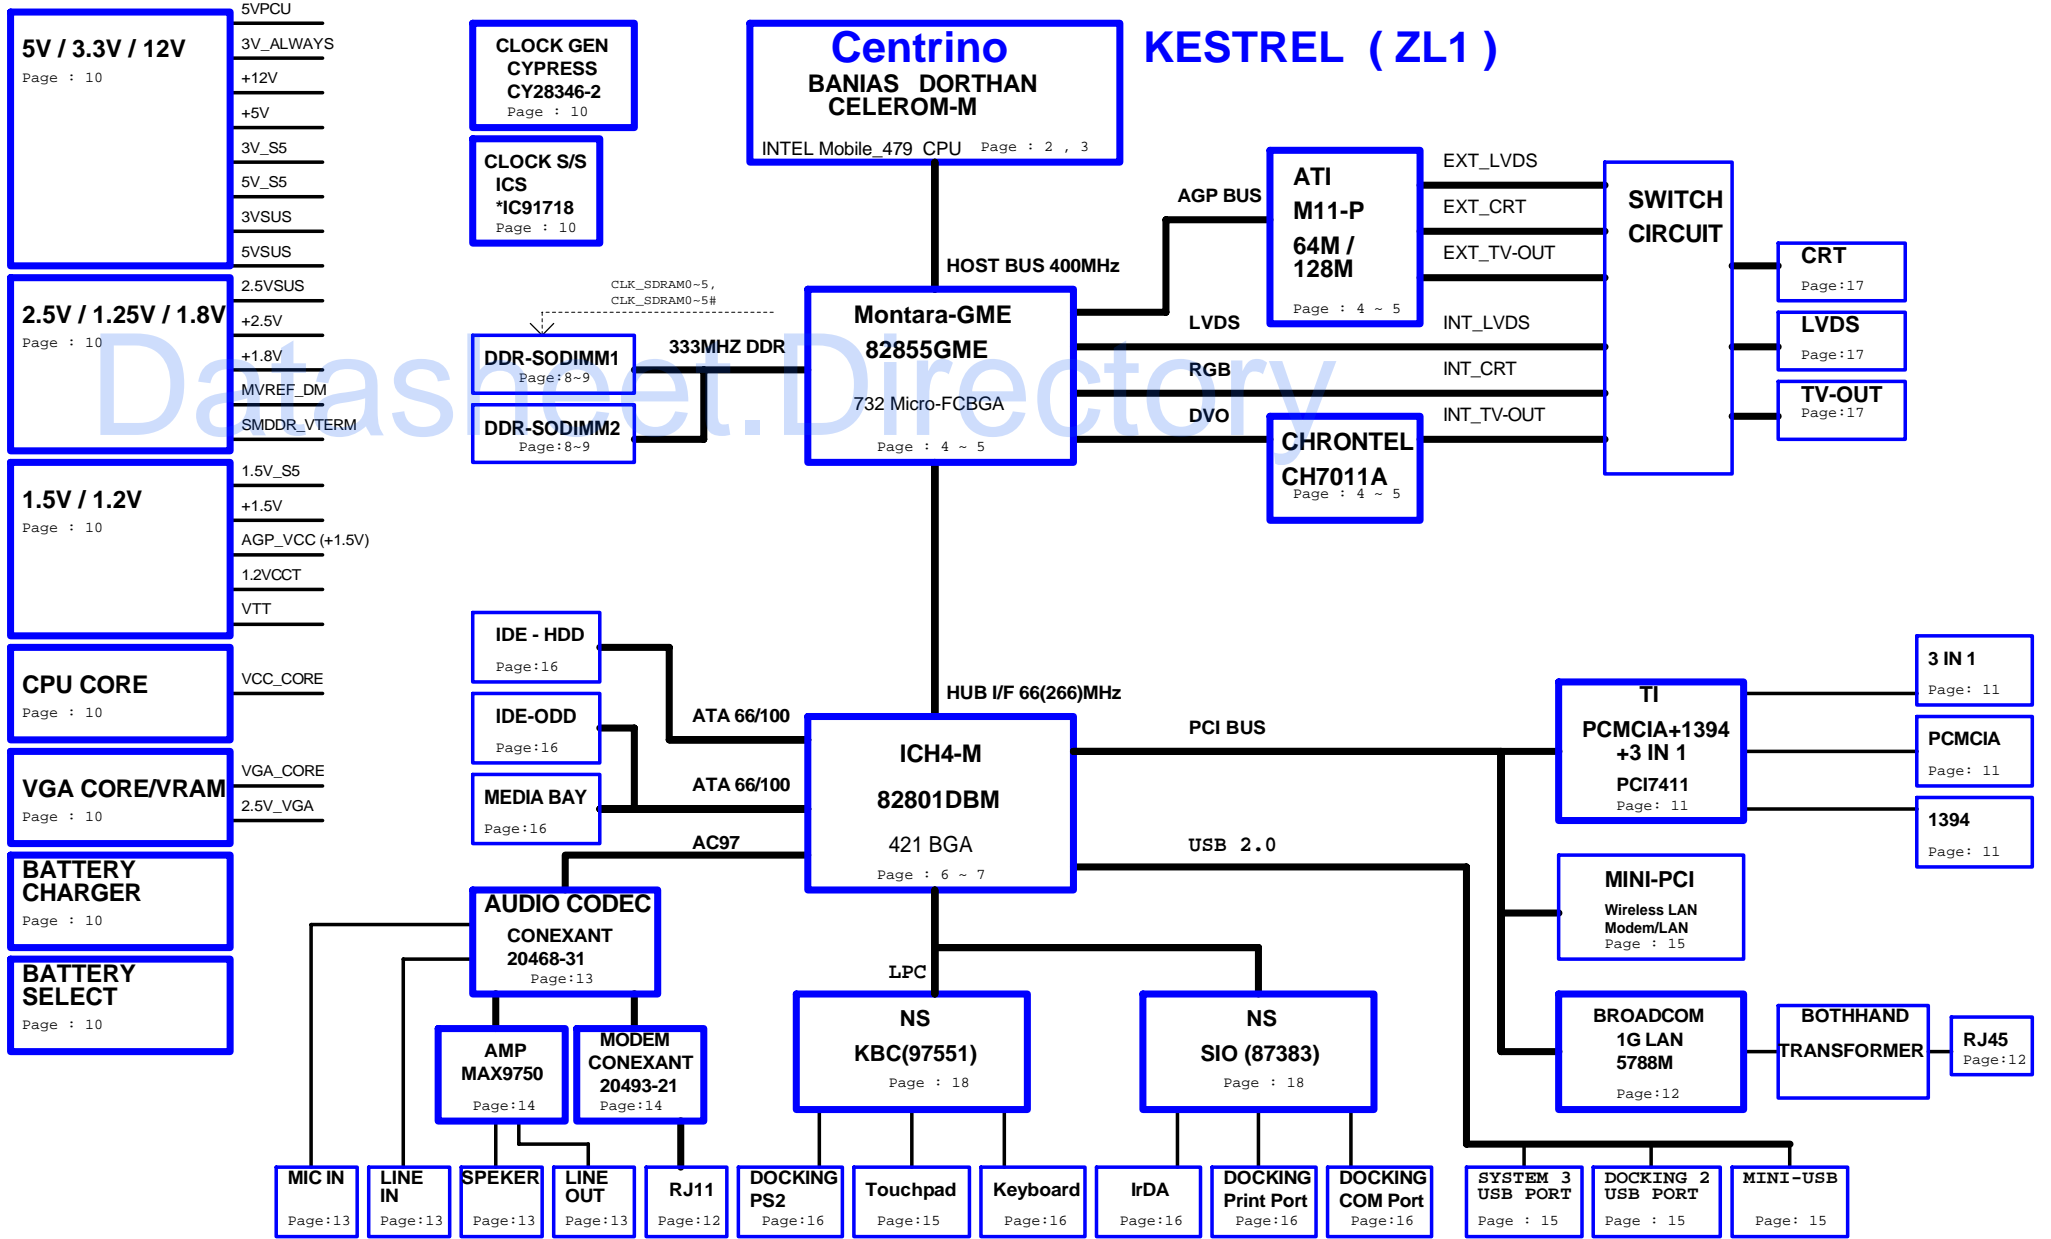 5V / 3.3V / 12V
Page : 10
5VPCU
3V_ALWAYS
+12V
+5V
3V_S5
5V_S5
3VSUS
5VSUS
2.5V / 1.25V / 1.8V
Page : 10
2.5VSUS
+2.5V
+1.8V
MVREF_DM
SMDDR_VTERM
1.5V / 1.2V
Page : 10
1.5V_S5
+1.5V
AGP_VCC (+1.5V)
1.2VCCT
VTT
CPU CORE
Page : 10
VCC_CORE
VGA CORE/VRAM
Page : 10
VGA_CORE
2.5V_VGA
BATTERY
CHARGER
Page : 10
BATTERY
SELECT
Page : 10
CLOCK GEN
CYPRESS
CY28346-2
Page : 10
CLOCK S/S
ICS
*IC91718
Page : 10
Centrino
BANIAS DORTHAN
CELEROM-M
INTEL Mobile_479 CPU Page : 2 , 3
KESTREL ( ZL1 )
HOST BUS 400MHz
CLK_SDRAM0~5,
CLK_SDRAM0~5#
DDR-SODIMM1
Page:8~9
DDR-SODIMM2
Page:8~9
333MHZ DDR
Montara-GME
82855GME
732 Micro-FCBGA
Page : 4 ~ 5
AGP BUS
LVDS
RGB
DVO
ATI
M11-P
64M /
128M
Page : 4 ~ 5
CHRONTEL
CH7011A
Page : 4 ~ 5
EXT_LVDS
EXT_CRT
EXT_TV-OUT
INT_LVDS
INT_CRT
INT_TV-OUT
SWITCH
CIRCUIT
CRT
Page:17
LVDS
Page:17
TV-OUT
Page:17
Datasheet.Directory
HUB I/F 66(266)MHz
IDE - HDD
Page:16
IDE-ODD
Page:16
MEDIA BAY
Page:16
ATA 66/100
ATA 66/100
AC97
ICH4-M
82801DBM
421 BGA
Page : 6 ~ 7
PCI BUS
USB 2.0
LPC
TI
PCMCIA+1394
+3 IN 1
PCI7411
Page: 11
3 IN 1
Page: 11
PCMCIA
Page: 11
1394
Page: 11
MINI-PCI
Wireless LAN
Modem/LAN
Page : 15
BROADCOM
1G LAN
5788M
Page:12
BOTHHAND
TRANSFORMER
RJ45
Page:12
AUDIO CODEC
CONEXANT
20468-31
Page:13
AMP
MAX9750
Page:14
MODEM
CONEXANT
20493-21
Page:14
NS
KBC(97551)
Page : 18
NS
SIO (87383)
Page : 18
MIC IN
Page:13
LINE
IN
Page:13
SPEKER
Page:13
LINE
OUT
Page:13
RJ11
Page:12
DOCKING
PS2
Page:16
Touchpad
Page:15
Keyboard
Page:16
IrDA
Page:16
DOCKING
Print Port
Page:16
DOCKING
COM Port
Page:16
SYSTEM 3
USB PORT
Page : 15
DOCKING 2
USB PORT
Page : 15
MINI-USB
Page: 15